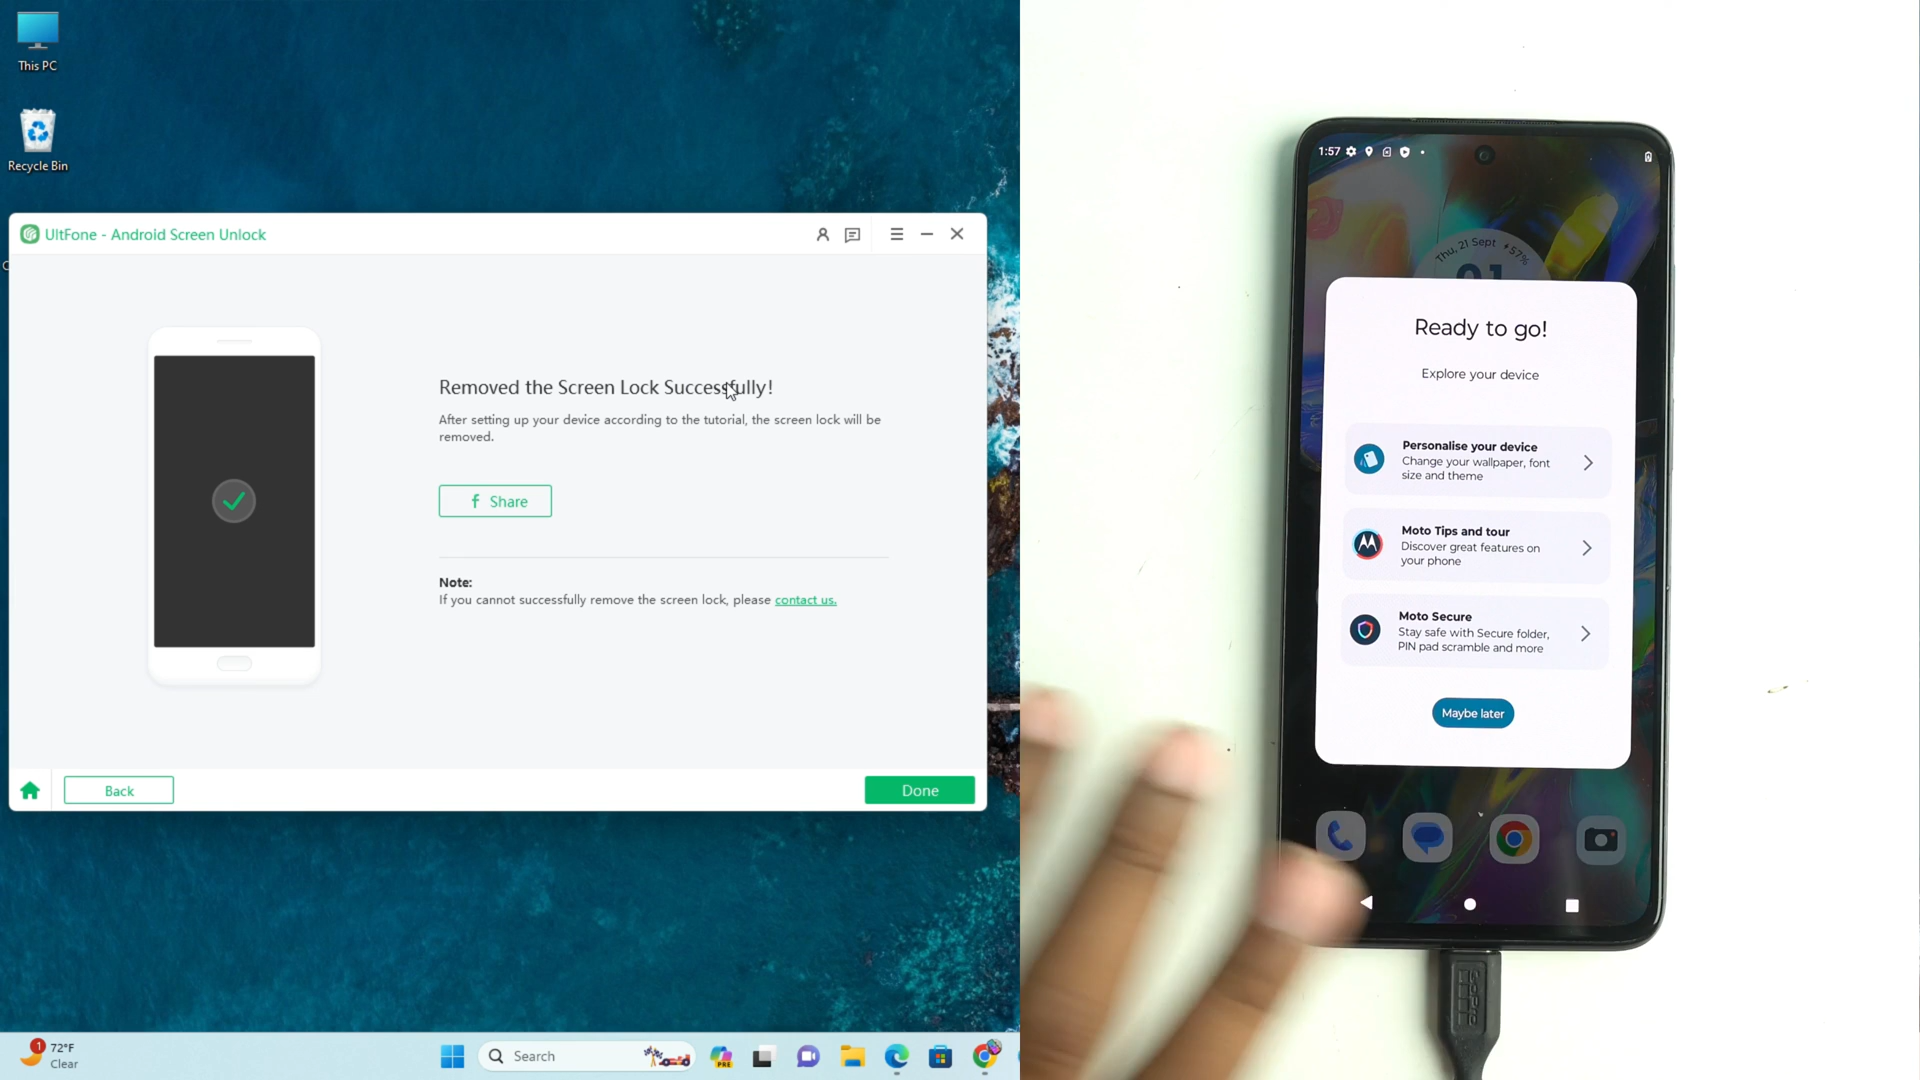 This PC
Recycle Bin
UltFone - Android Screen Unlock
Removed the Screen Lock Successfully!
After setting up your device according to the tutorial, the screen lock will be
removed.
f Share
Note:
If you cannot successfully remove the screen lock, please contact us.
Back
Done
1
72°F
Clear
Search
PRE
1:57
Thu, 21 Sept 57%
Ready to go!
Explore your device
Personalise your device
Change your wallpaper, font
size and theme
Moto Tips and tour
Discover great features on
your phone
Moto Secure
Stay safe with Secure folder,
PIN pad scramble and more
Maybe later
GoPro